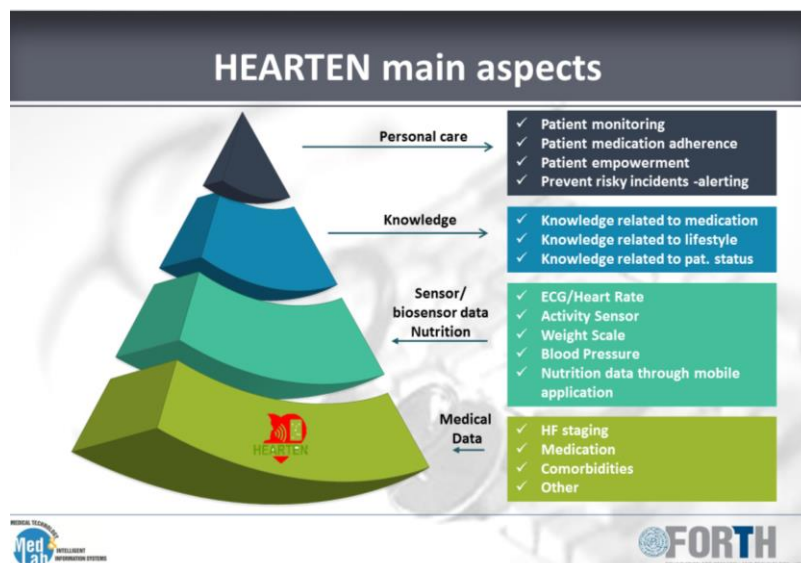 HEARTEN main aspects
Personal care
✓ Patient monitoring
✓ Patient medication adherence
✓ Patient empowerment
✓ Prevent risky incidents -alerting
Knowledge
✓ Knowledge related to medication
✓ Knowledge related to lifestyle
✓ Knowledge related to pat. status
Sensor/
biosensor data
Nutrition
✓ ECG/Heart Rate
✓ Activity Sensor
✓ Weight Scale
✓ Blood Pressure
✓ Nutrition data through mobile
application
Medical
Data
✓ HF staging
✓ Medication
✓ Comorbidities
✓ Other
HEARTEN
MEDICAL TECHNOLOGY
Med
Lab
INTELLIGENT
INFORMATION SYSTEMS
FORTH